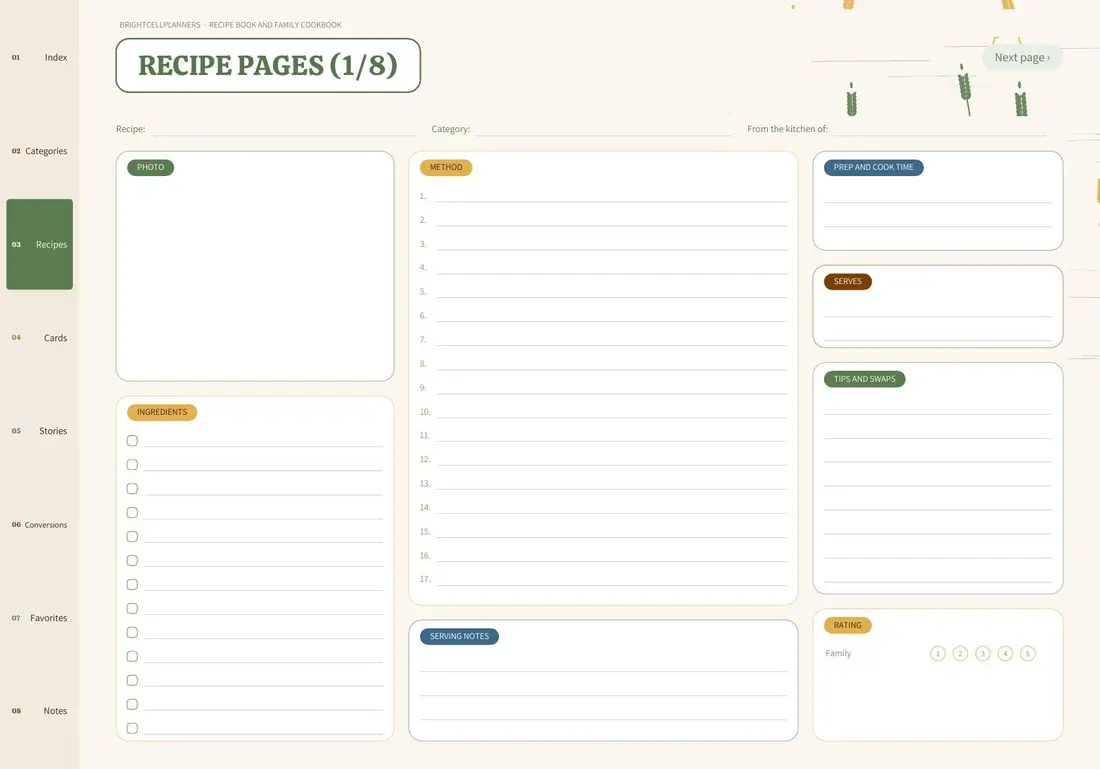 BRIGHTCELLPLANNERS · RECIPE BOOK AND FAMILY COOKBOOK
RECIPE PAGES (1/8)
Next page ›
01 Index
02 Categories
03 Recipes
04 Cards
05 Stories
06 Conversions
07 Favorites
08 Notes
Recipe: Category: From the kitchen of:
PHOTO
INGREDIENTS
METHOD
1.
2.
3.
4.
5.
6.
7.
8.
9.
10.
11.
12.
13.
14.
15.
16.
17.
SERVING NOTES
PREP AND COOK TIME
SERVES
TIPS AND SWAPS
RATING
Family 1 2 3 4 5